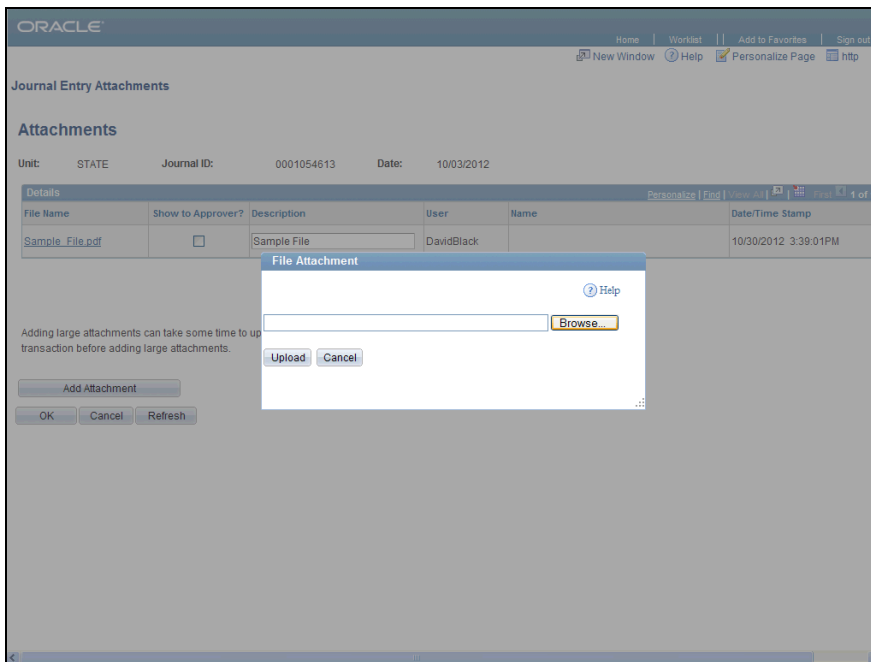 ORACLE
Home | Worklist | | Add to Favorites | Sign out
New Window Help Personalize Page http
Journal Entry Attachments
Attachments
Unit: STATE Journal ID: 0001054613 Date: 10/03/2012
Details Personalize | Find | View All | | First 1 of
File Name Show to Approver? Description User Name Date/Time Stamp
Sample_File.pdf Sample File DavidBlack 10/30/2012 3:39:01PM
File Attachment
Help
Browse...
Upload Cancel
Adding large attachments can take some time to up
transaction before adding large attachments.
Add Attachment
OK Cancel Refresh